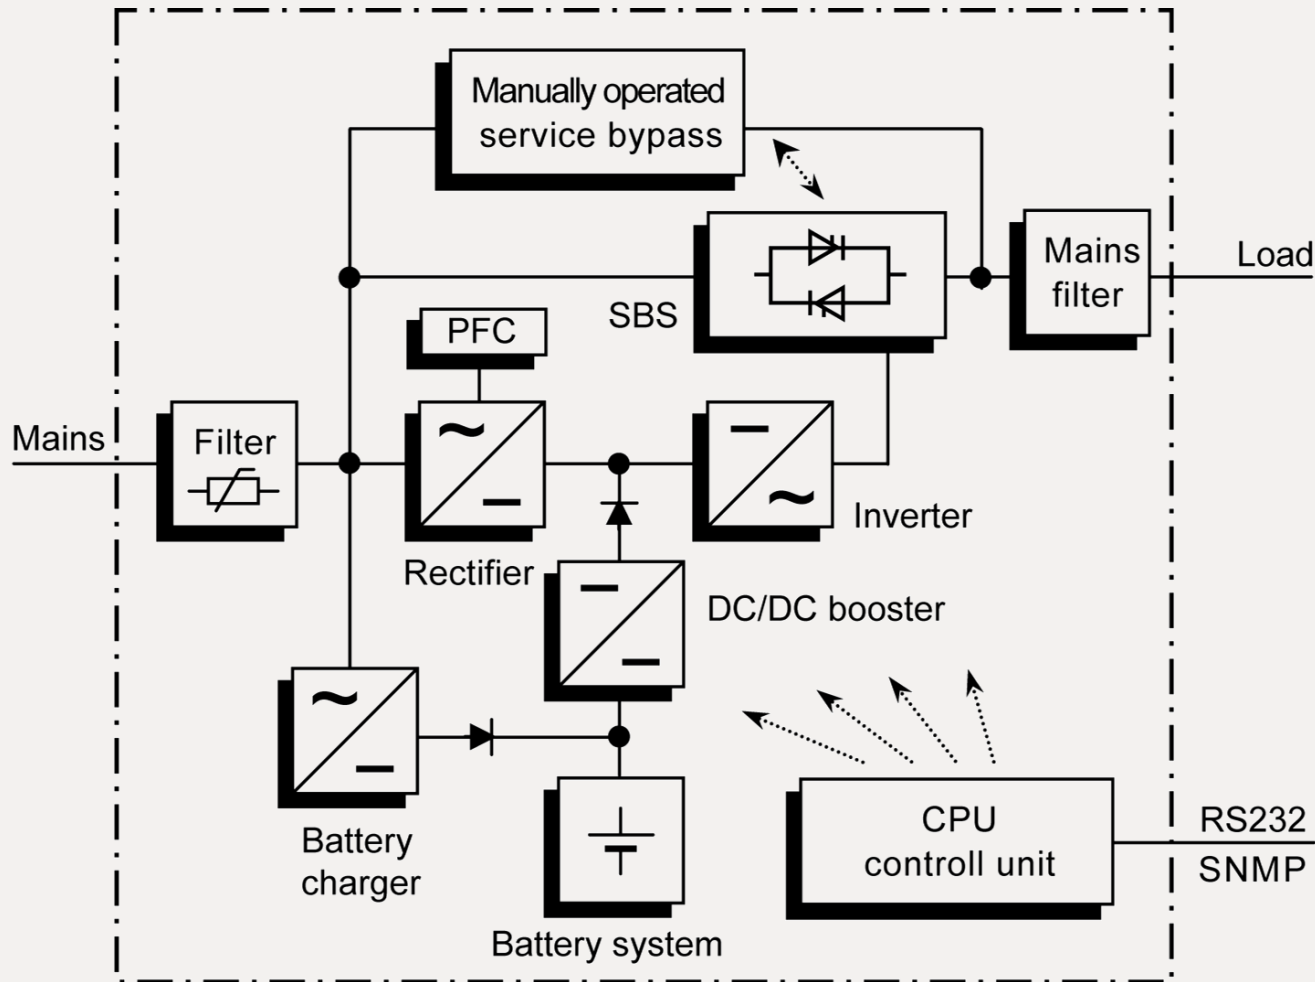 Manually operated
service bypass
Mains
filter
Load
SBS
PFC
Mains
Filter
Inverter
Rectifier
DC/DC booster
Battery
charger
CPU
controll unit
RS232
SNMP
Battery system